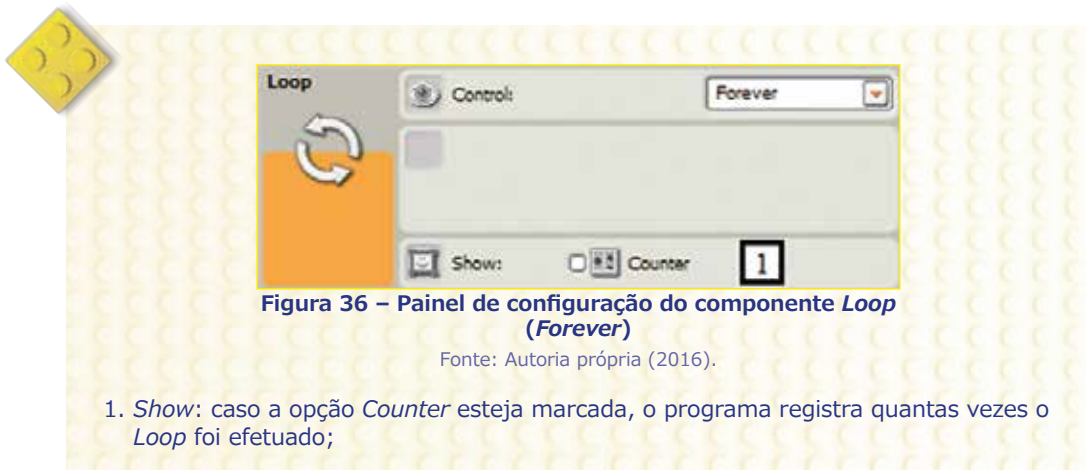 Loop
Control:
Forever
Show:
Counter
1
Figura 36 – Painel de configuração do componente Loop
(Forever)
Fonte: Autoria própria (2016).
1. Show: caso a opção Counter esteja marcada, o programa registra quantas vezes o
Loop foi efetuado;